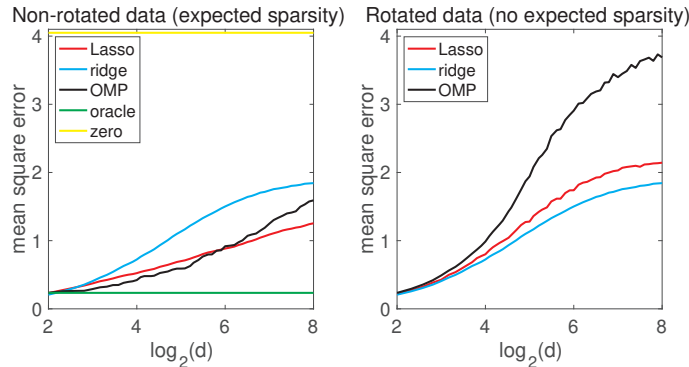 Non-rotated data (expected sparsity)
mean square error
4
3
2
1
0
Lasso
ridge
OMP
oracle
zero
2
4
6
8
log2(d)
Rotated data (no expected sparsity)
mean square error
4
3
2
1
0
Lasso
ridge
OMP
2
4
6
8
log2(d)